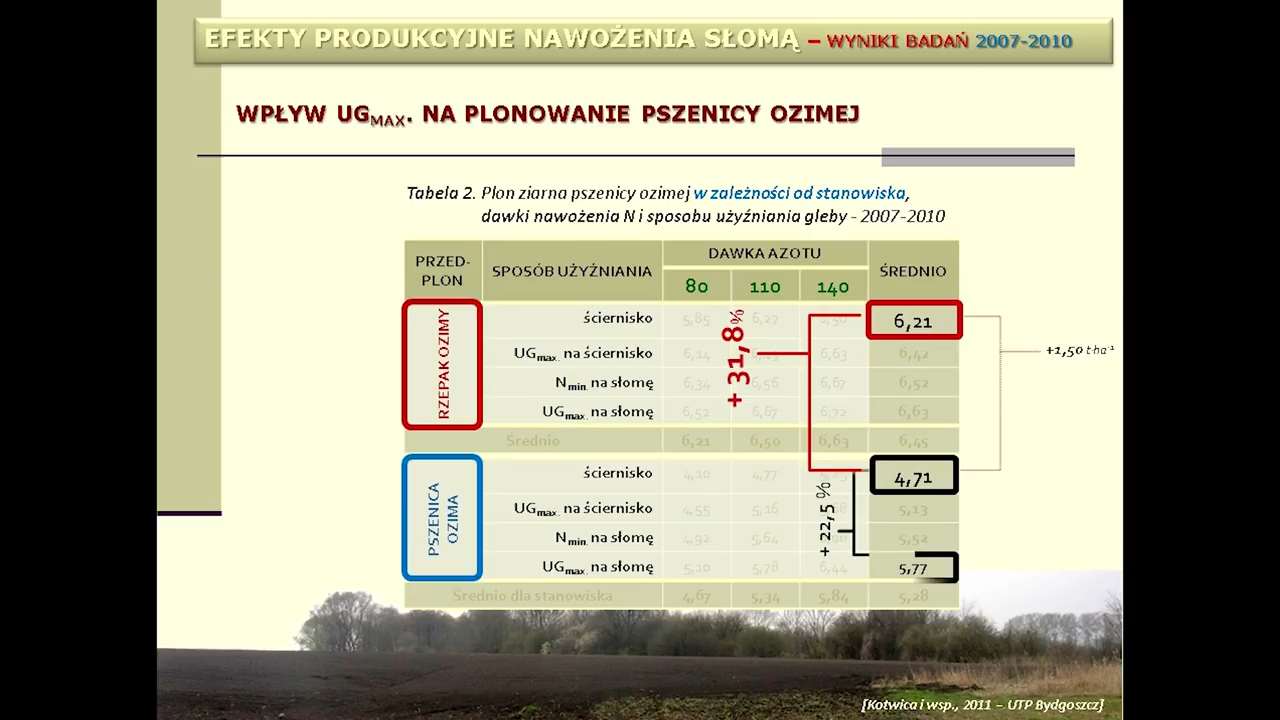 EFEKTY PRODUKCYJNE NAWOŻENIA SŁOMĄ – WYNIKI BADAŃ 2007-2010
WPŁYW UGMAX. NA PLONOWANIE PSZENICY OZIMEJ
Tabela 2. Plon ziarna pszenicy ozimej w zależności od stanowiska,
dawki nawożenia N i sposobu użyźniania gleby - 2007-2010
PRZED-PLON SPOSÓB UŻYŹNIANIA DAWKA AZOTU ŚREDNIO
80 110 140
RZEPAK OZIMY
ściernisko 5,85 6,27 6,21
UGmax. na ściernisko 6,14 6,63 6,42
Nmin. na słomę 6,34 6,56 6,67 6,52
UGmax. na słomę 6,52 6,67 6,72 6,63
Średnio 6,21 6,50 6,63 6,45
PSZENICA OZIMA
ściernisko 4,10 4,77 4,71
UGmax. na ściernisko 4,55 5,16 5,13
Nmin. na słomę 4,92 5,64 5,52
UGmax. na słomę 5,10 5,78 6,44 5,77
Średnio dla stanowiska 4,67 5,34 5,84 5,28
+ 31,8%
+ 22,5 %
+1,50 t ha-1
[Kotwica i wsp., 2011 – UTP Bydgoszcz]